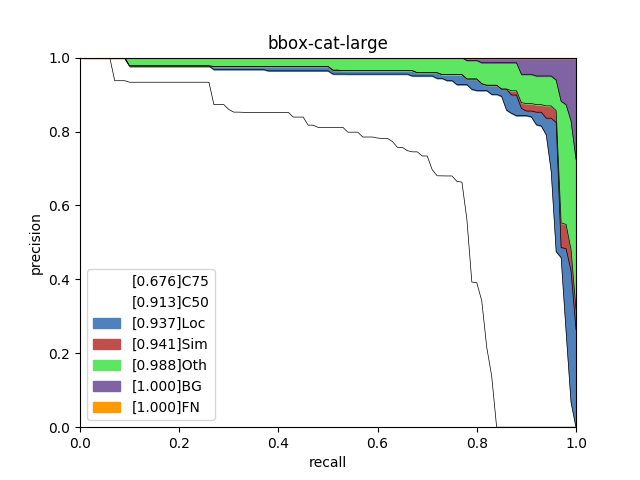 bbox-cat-large
1.0
0.8
0.6
0.4
0.2
0.0
precision
[0.676]C75
[0.913]C50
[0.937]Loc
[0.941]Sim
[0.988]Oth
[1.000]BG
[1.000]FN
0.0 0.2 0.4 0.6 0.8 1.0
recall